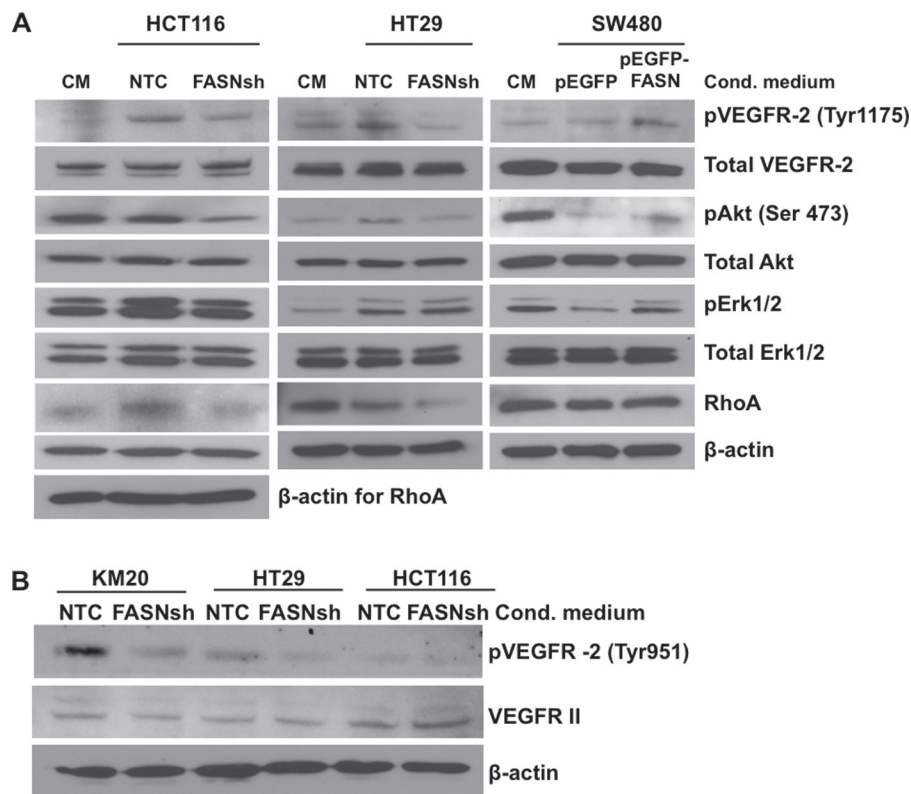 A
HCT116 HT29 SW480
CM NTC FASNsh CM NTC FASNsh CM pEGFP pEGFP-FASN Cond. medium
pVEGFR-2 (Tyr1175)
Total VEGFR-2
pAkt (Ser 473)
Total Akt
pErk1/2
Total Erk1/2
RhoA
β-actin
β-actin for RhoA
B
KM20 HT29 HCT116
NTC FASNsh NTC FASNsh NTC FASNsh Cond. medium
pVEGFR -2 (Tyr951)
VEGFR II
β-actin